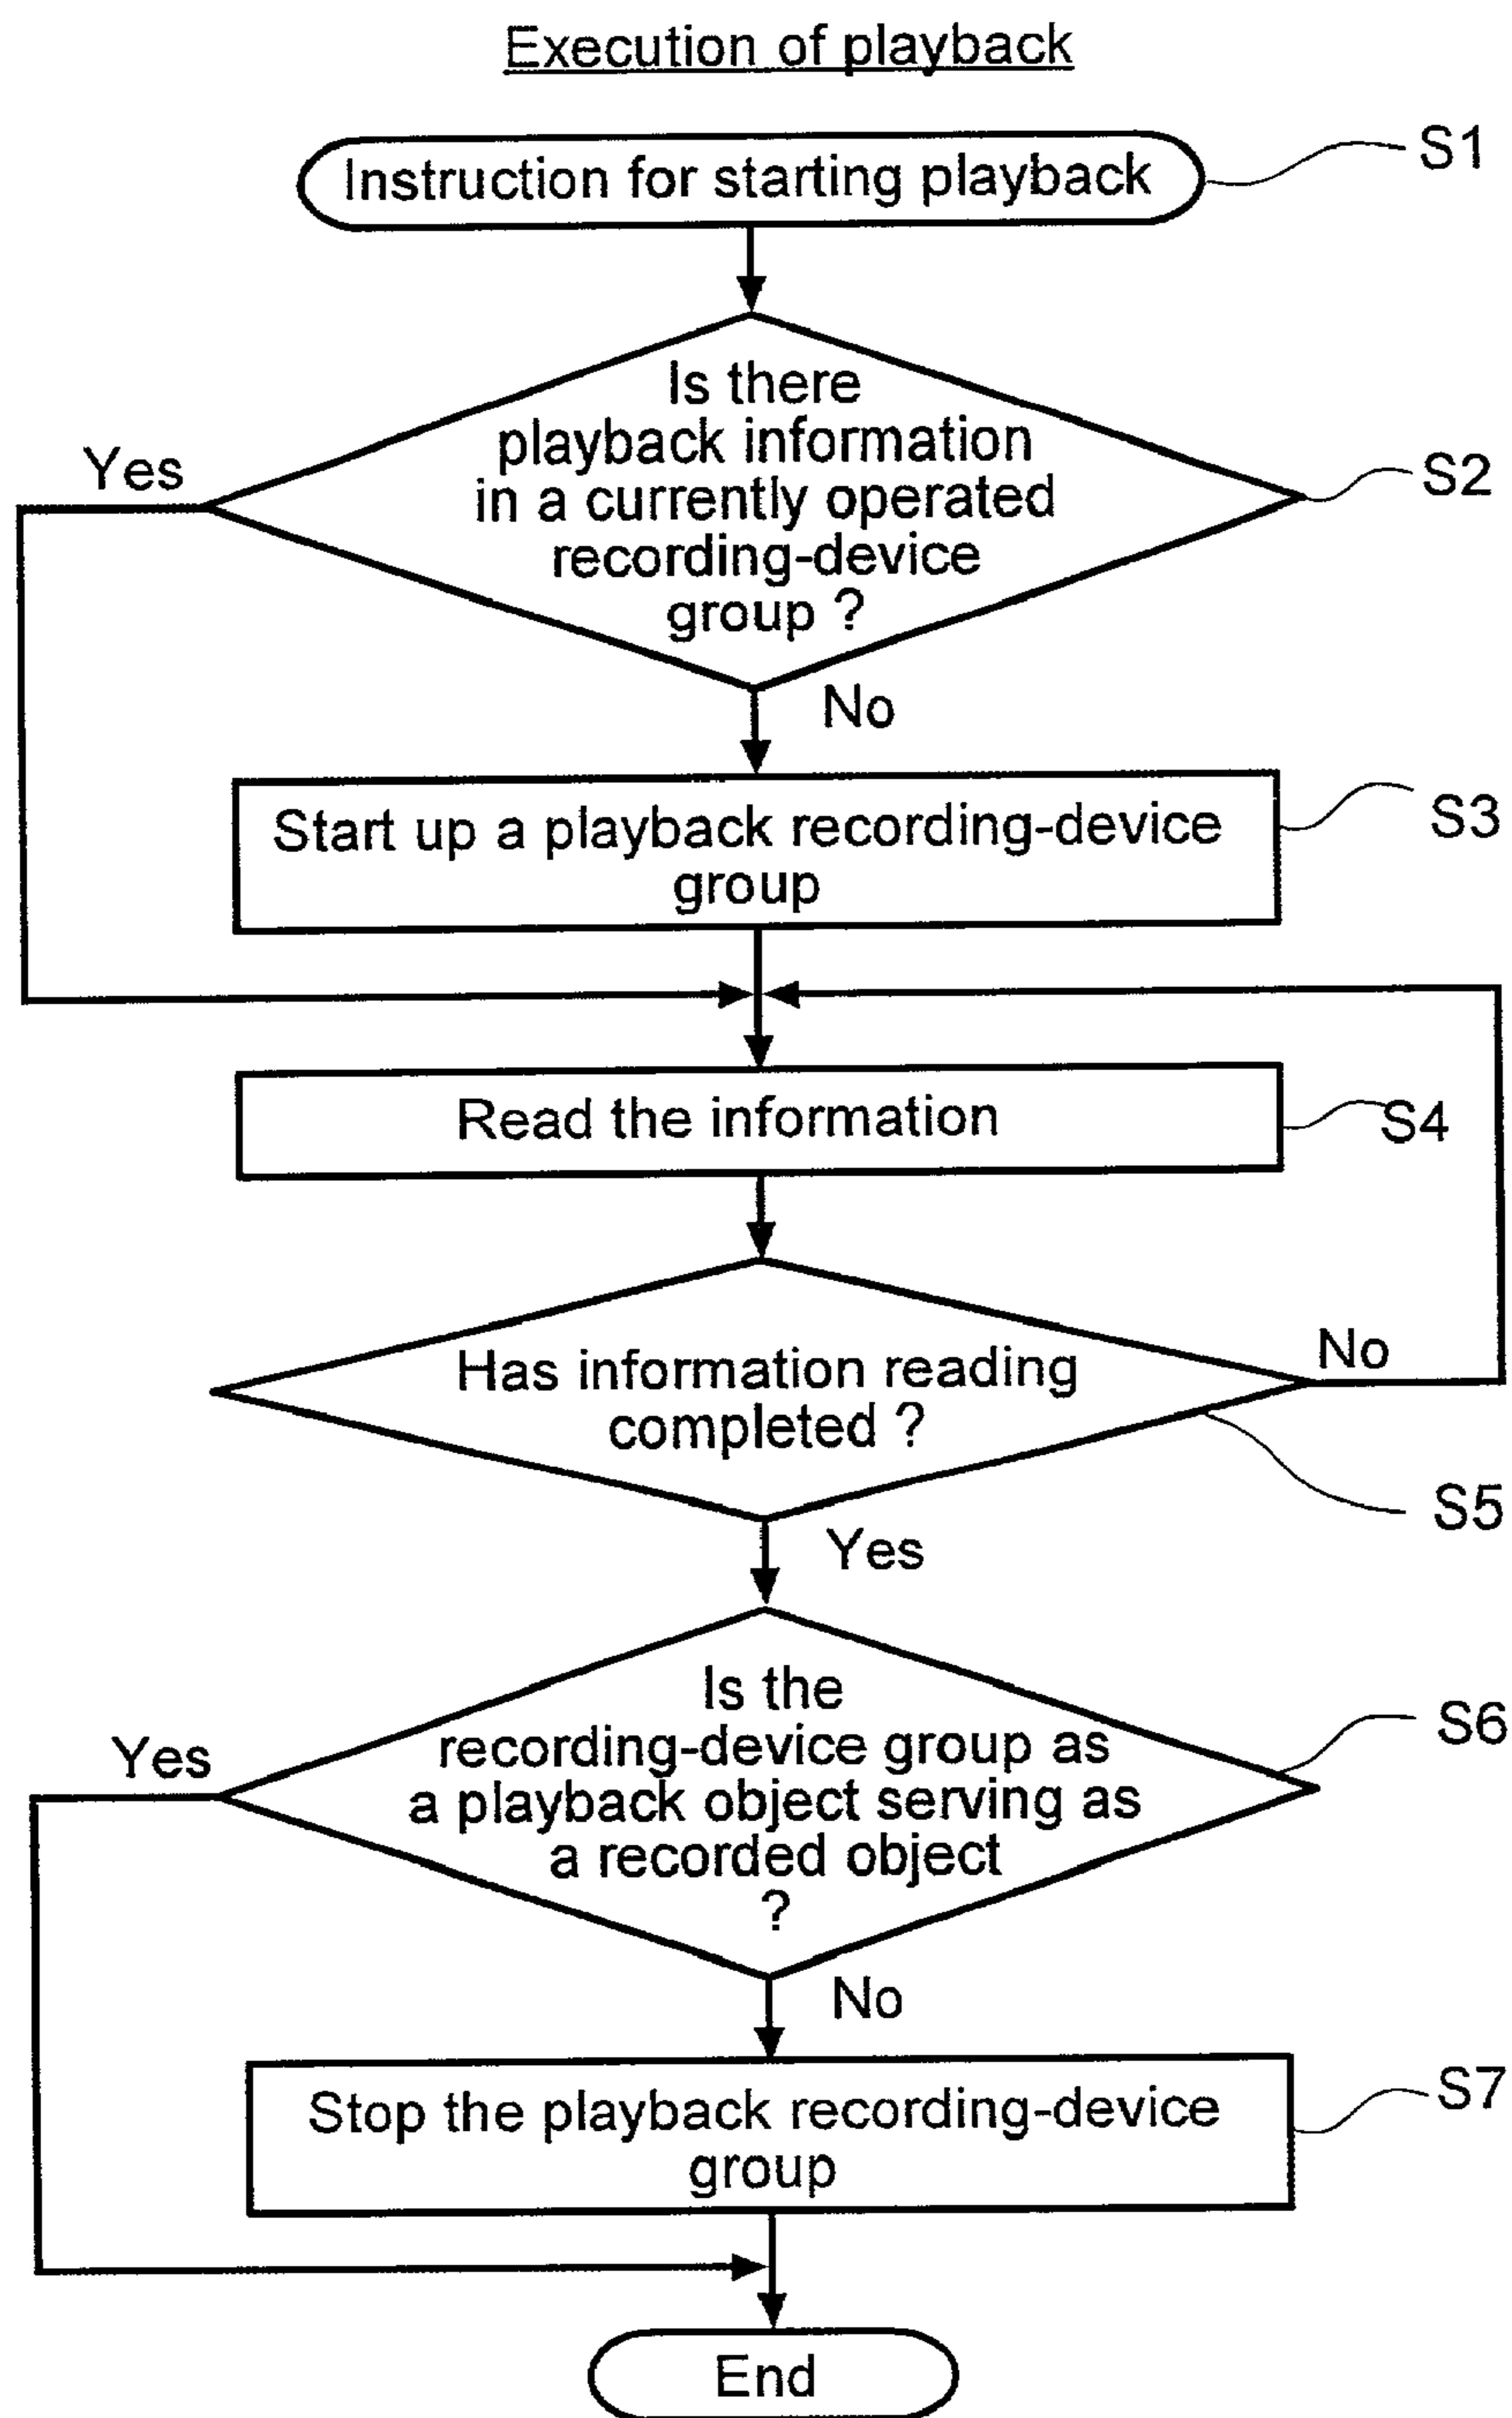 Execution of playback
Instruction for starting playback
S1
Is there
playback information
in a currently operated
recording-device
group ?
Yes
S2
No
Start up a playback recording-device
group
S3
Read the information
S4
Has information reading
completed ?
No
S5
Yes
Is the
recording-device group as
a playback object serving as
a recorded object
?
Yes
S6
No
Stop the playback recording-device
group
S7
End